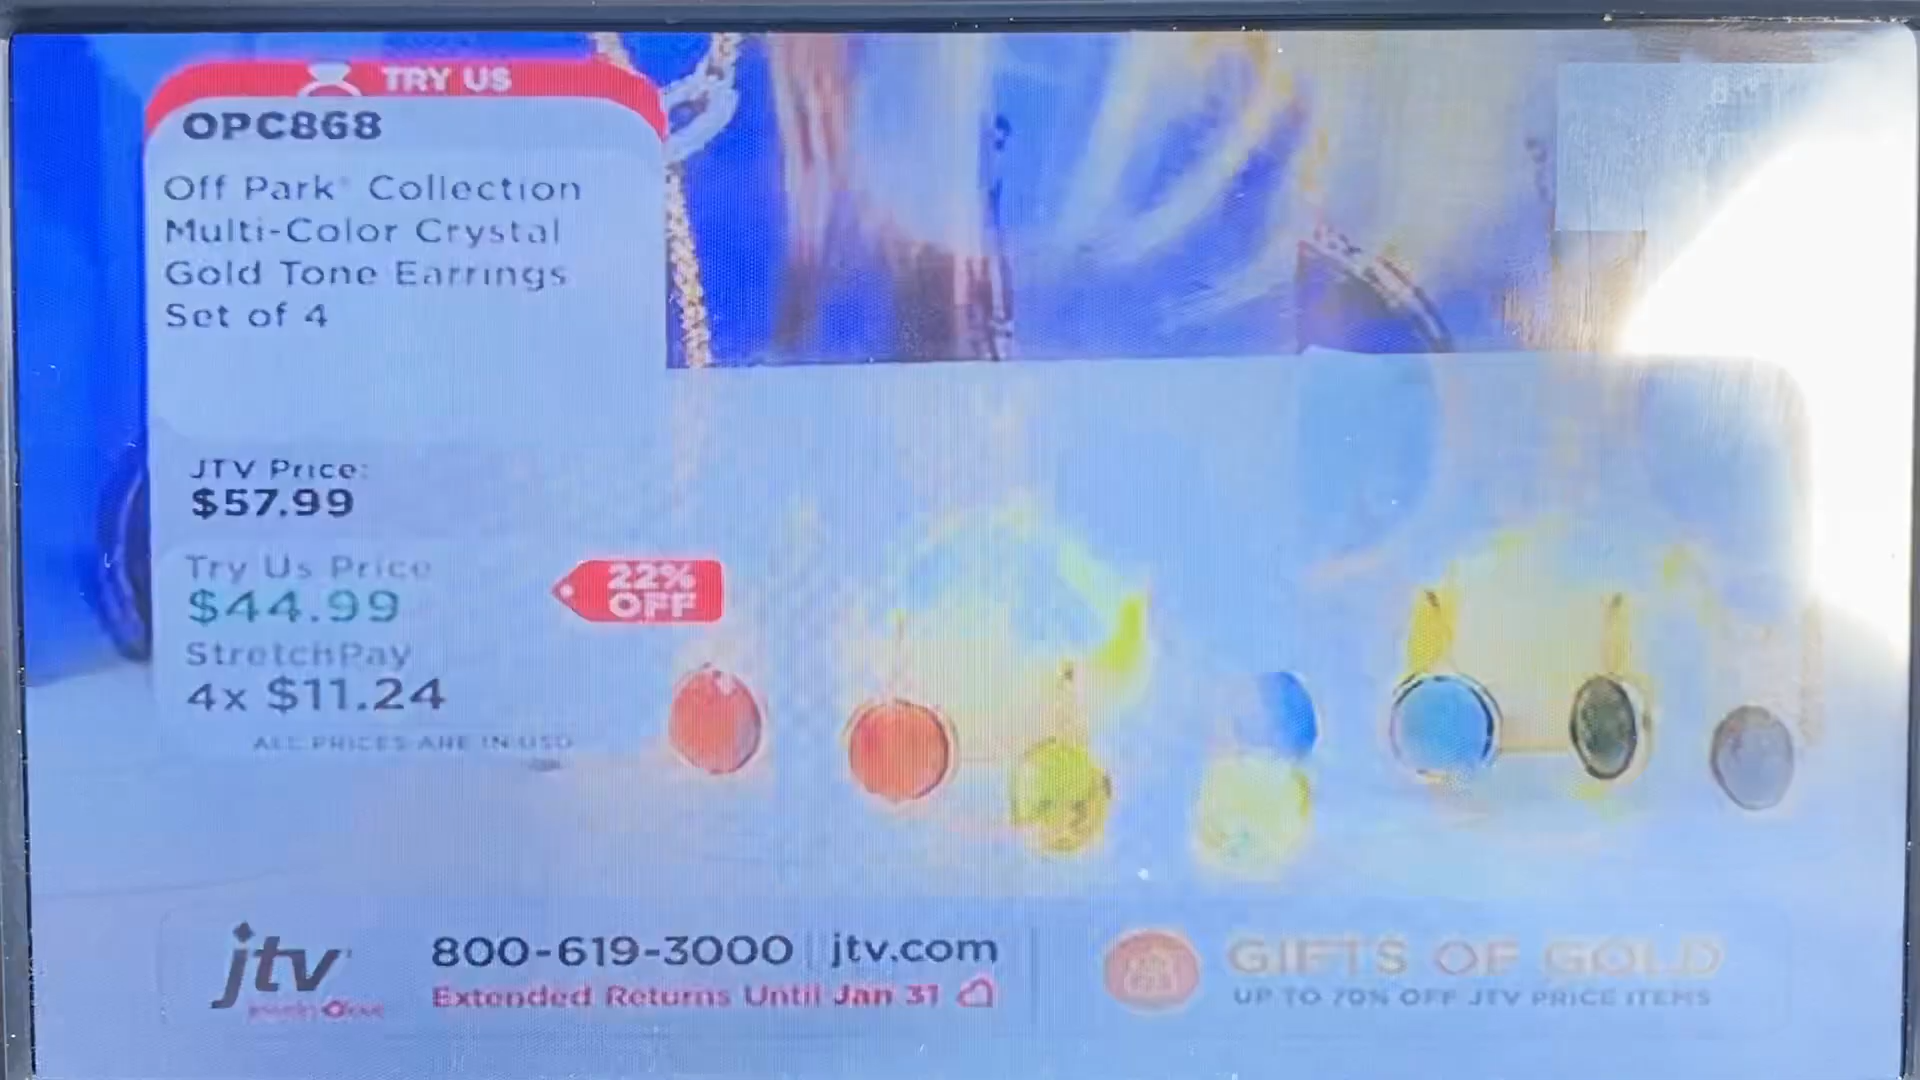 TRY US
OPC868
Off Park® Collection
Multi-Color Crystal
Gold Tone Earrings
Set of 4
JTV Price:
$57.99
Try Us Price
$44.99
22%
OFF
StretchPay
4x $11.24
ALL PRICES ARE IN USD
jtv
800-619-3000 | jtv.com
Extended Returns Until Jan 31
GIFTS OF GOLD
UP TO 70% OFF JTV PRICE ITEMS